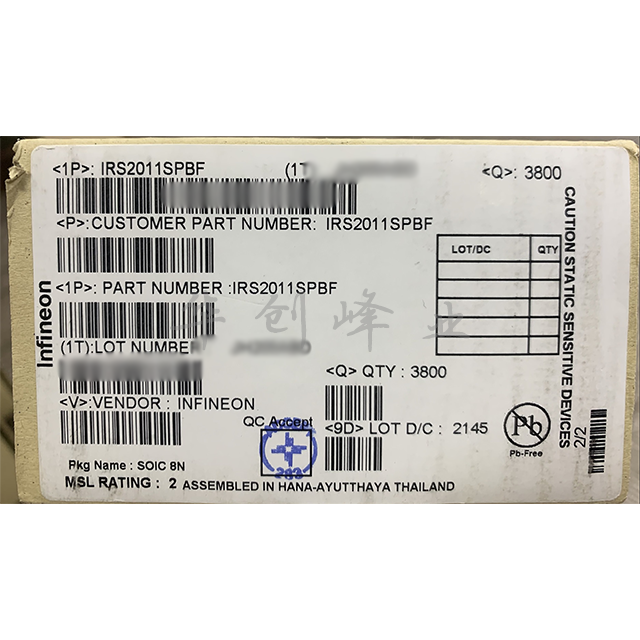 <1P>: IRS2011SPBF
(1T
<Q>: 3800
<P>:CUSTOMER PART NUMBER: IRS2011SPBF
LOT/DC QTY
<1P>: PART NUMBER :IRS2011SPBF
华创峰业
(1T):LOT NUMBER
<Q> QTY : 3800
<V>:VENDOR : INFINEON
QC Accept
<9D> LOT D/C : 2145
Pb
Pb-Free
Pkg Name : SOIC 8N
MSL RATING : 2 ASSEMBLED IN HANA-AYUTTHAYA THAILAND
Infineon
CAUTION STATIC SENSITIVE DEVICES
2/2